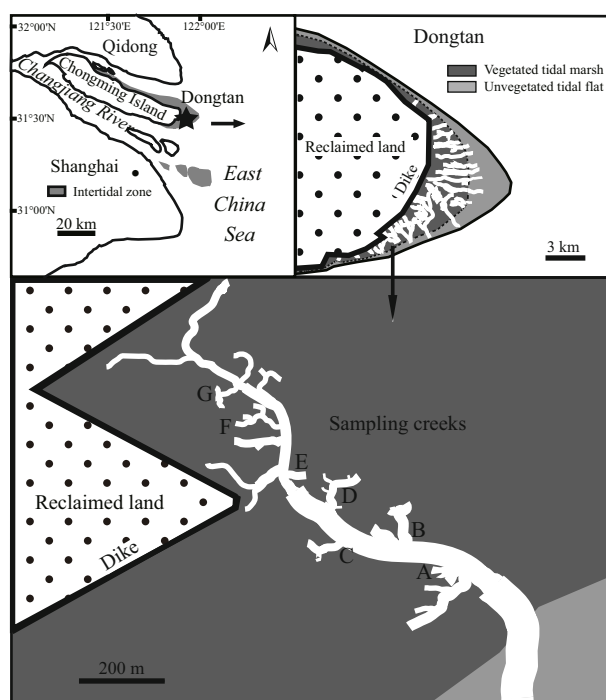 32°00'N
121°30'E
122°00'E
Qidong
Chongming Island
Changjiang River
Dongtan
31°30'N
Shanghai
Intertidal zone
East
China
Sea
31°00'N
20 km
Dongtan
Vegetated tidal marsh
Unvegetated tidal flat
Reclaimed land
Dike
3 km
G
F
Sampling creeks
E
D
Reclaimed land
B
Dike
C
A
200 m